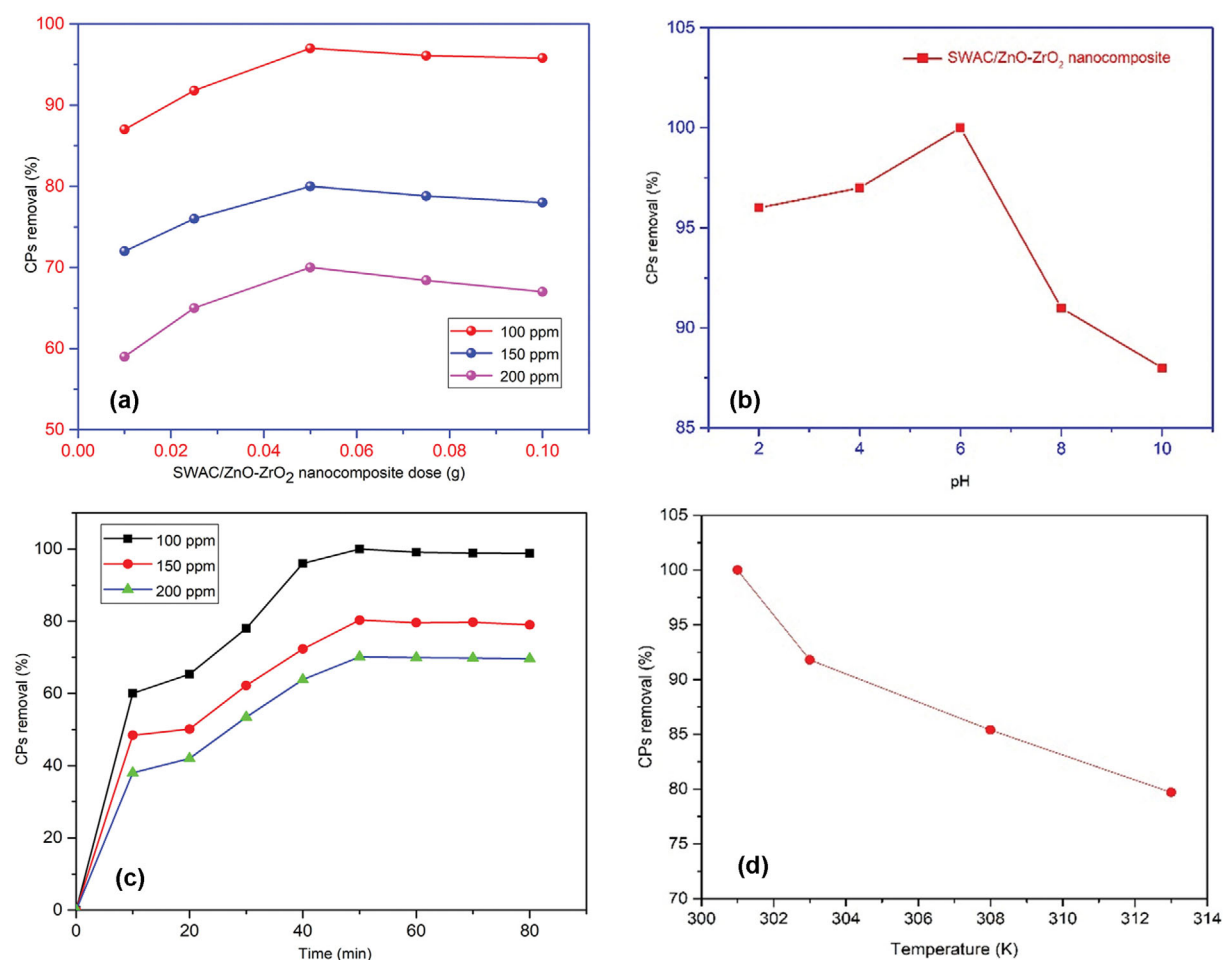 100
90
80
70
60
50
CPs removal (%)
100 ppm
150 ppm
200 ppm
(a)
0.00 0.02 0.04 0.06 0.08 0.10
SWAC/ZnO-ZrO2 nanocomposite dose (g)
105
100
95
90
85
CPs removal (%)
SWAC/ZnO-ZrO2 nanocomposite
(b)
2 4 6 8 10
pH
100
80
60
40
20
0
CPs removal (%)
100 ppm
150 ppm
200 ppm
(c)
0 20 40 60 80
Time (min)
105
100
95
90
85
80
75
70
CPs removal (%)
(d)
300 302 304 306 308 310 312 314
Temperature (K)